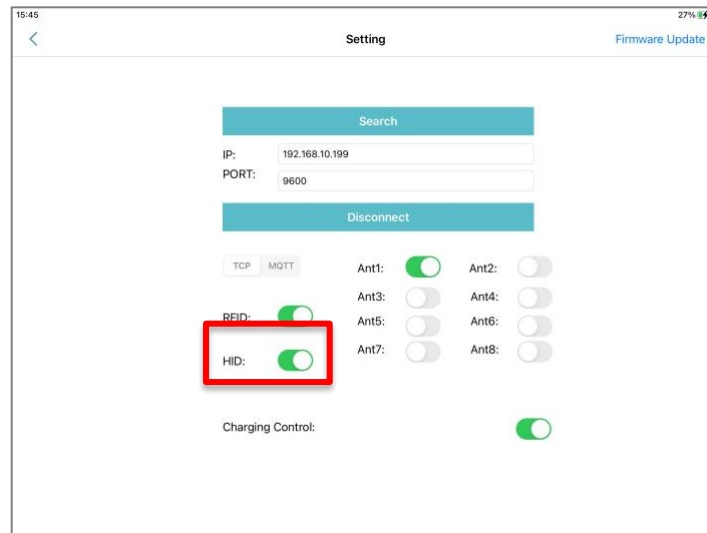 15:45
27%
Setting
Firmware Update
Search
IP:
192.168.10.199
PORT:
9600
Disconnect
TCP
MQTT
Ant1:
Ant2:
Ant3:
Ant4:
RFID:
Ant5:
Ant6:
HID:
Ant7:
Ant8:
Charging Control: